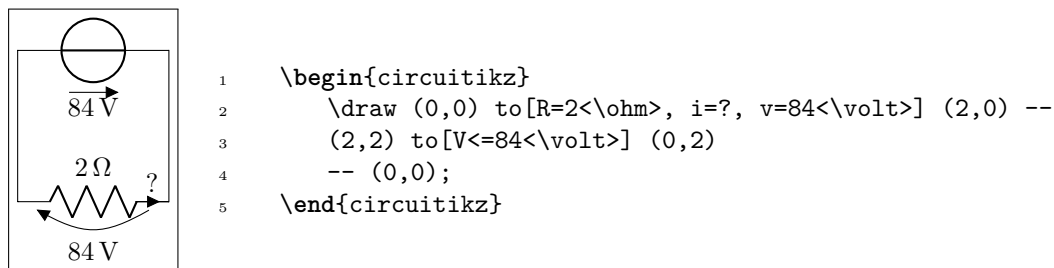 84 V
2 Ω
?
84 V
1 \begin{circuitikz}
2 \draw (0,0) to[R=2<\ohm>, i=?, v=84<\volt>] (2,0) --
3 (2,2) to[V<=84<\volt>] (0,2)
4 -- (0,0);
5 \end{circuitikz}